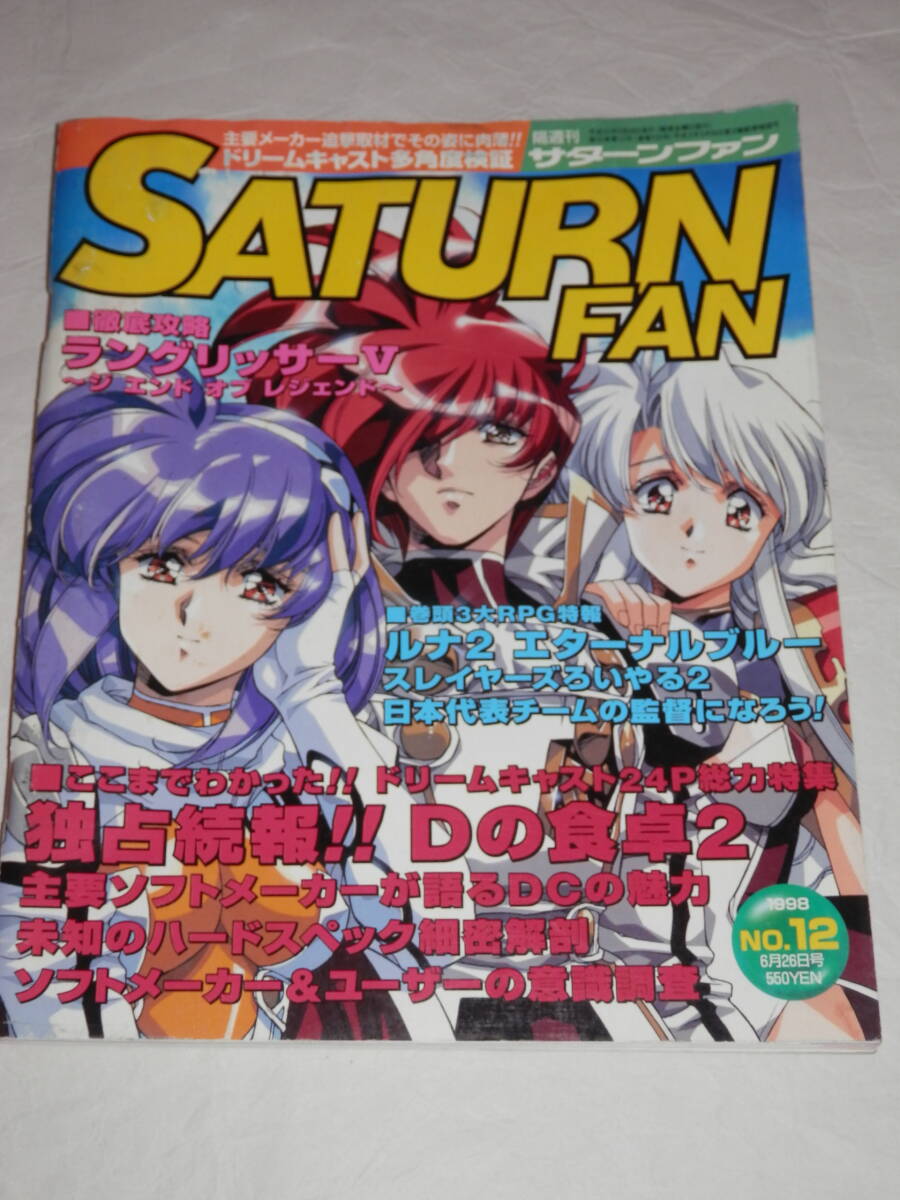 主要メーカー追撃取材でその姿に肉薄!!
ドリームキャスト多角度検証
隔週刊
サターンファン
SATURN
FAN
■徹底攻略
ラングリッサーV
〜ジ エンド オブ レジェンド〜
■巻頭3大RPG特報
ルナ2 エターナルブルー
スレイヤーズろいやる2
日本代表チームの監督になろう!
■ここまでわかった!! ドリームキャスト24P総力特集
独占続報!! Dの食卓2
主要ソフトメーカーが語るDCの魅力
未知のハードスペック細密解剖
ソフトメーカー&ユーザーの意識調査
1998
NO.12
6月26日号
550YEN